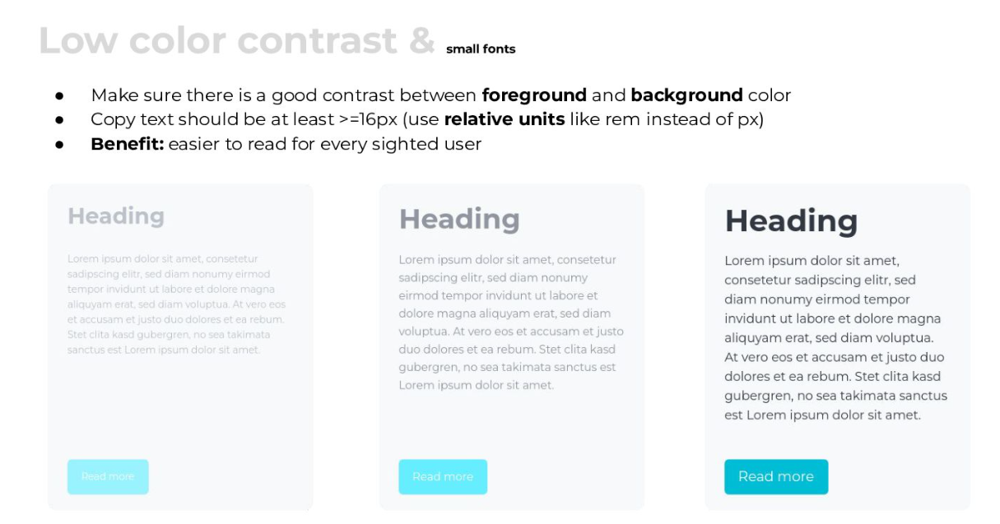 Low color contrast & small fonts
● Make sure there is a good contrast between foreground and background color
● Copy text should be at least >=16px (use relative units like rem instead of px)
● Benefit: easier to read for every sighted user
Heading
Lorem ipsum dolor sit amet, consetetur
sadipscing elitr, sed diam nonumy eirmod
tempor invidunt ut labore et dolore magna
aliquyam erat, sed diam voluptua. At vero eos
et accusam et justo duo dolores et ea rebum.
Stet clita kasd gubergren, no sea takimata
sanctus est Lorem ipsum dolor sit amet.
Read more
Heading
Lorem ipsum dolor sit amet, consetetur
sadipscing elitr, sed diam nonumy
eirmod tempor invidunt ut labore et
dolore magna aliquyam erat, sed diam
voluptua. At vero eos et accusam et justo
duo dolores et ea rebum. Stet clita kasd
gubergren, no sea takimata sanctus est
Lorem ipsum dolor sit amet.
Read more
Heading
Lorem ipsum dolor sit amet,
consetetur sadipscing elitr, sed
diam nonumy eirmod tempor
invidunt ut labore et dolore magna
aliquyam erat, sed diam voluptua.
At vero eos et accusam et justo duo
dolores et ea rebum. Stet clita kasd
gubergren, no sea takimata sanctus
est Lorem ipsum dolor sit amet.
Read more